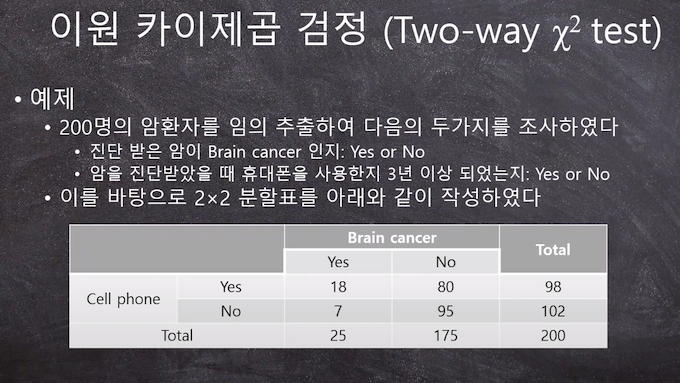 이원 카이제곱 검정 (Two-way χ² test)
• 예제
• 200명의 암환자를 임의 추출하여 다음의 두가지를 조사하였다
• 진단 받은 암이 Brain cancer 인지: Yes or No
• 암을 진단받았을 때 휴대폰을 사용한지 3년 이상 되었는지: Yes or No
• 이를 바탕으로 2×2 분할표를 아래와 같이 작성하였다
Brain cancer Total
Yes No
Cell phone Yes 18 80 98
No 7 95 102
Total 25 175 200